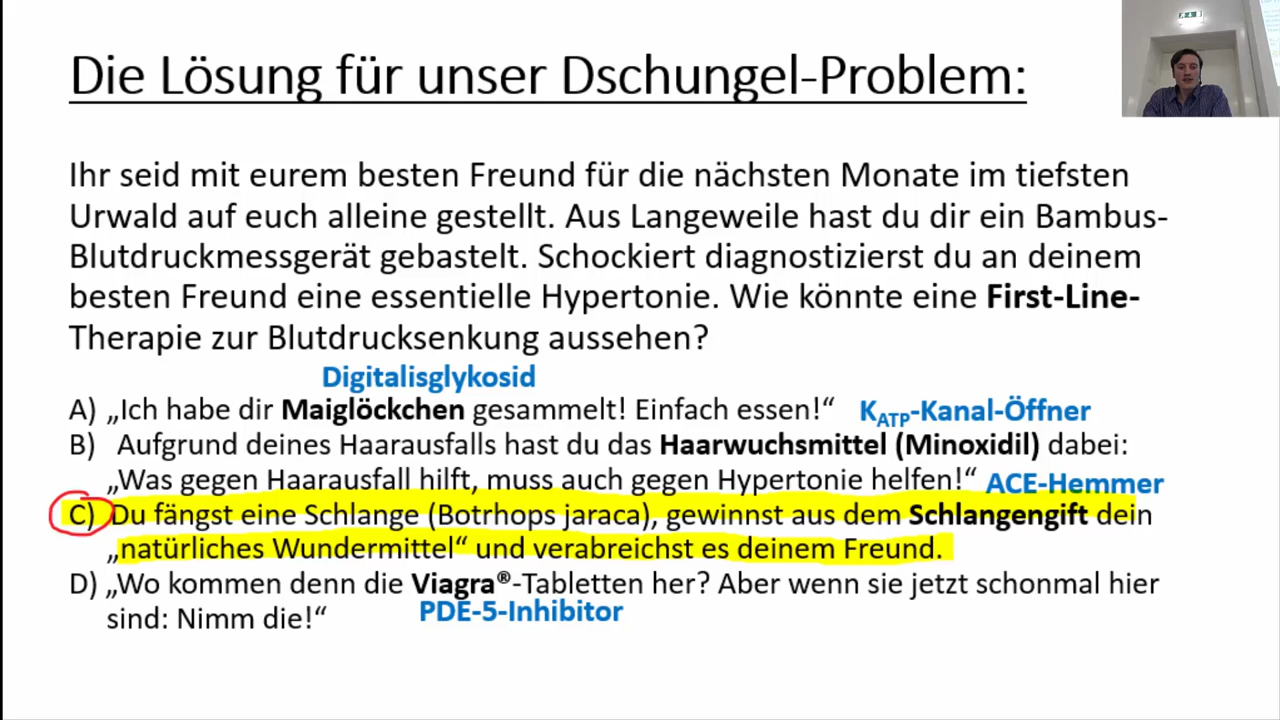 Die Lösung für unser Dschungel-Problem:
Ihr seid mit eurem besten Freund für die nächsten Monate im tiefsten
Urwald auf euch alleine gestellt. Aus Langeweile hast du dir ein Bambus-
Blutdruckmessgerät gebastelt. Schockiert diagnostizierst du an deinem
besten Freund eine essentielle Hypertonie. Wie könnte eine First-Line-
Therapie zur Blutdrucksenkung aussehen?
Digitalisglykosid
A) „Ich habe dir Maiglöckchen gesammelt! Einfach essen!“ KATP-Kanal-Öffner
B) Aufgrund deines Haarausfalls hast du das Haarwuchsmittel (Minoxidil) dabei:
„Was gegen Haarausfall hilft, muss auch gegen Hypertonie helfen!“ ACE-Hemmer
C) Du fängst eine Schlange (Botrhops jaraca), gewinnst aus dem Schlangengift dein
„natürliches Wundermittel“ und verabreichst es deinem Freund.
D) „Wo kommen denn die Viagra®-Tabletten her? Aber wenn sie jetzt schonmal hier
sind: Nimm die!“ PDE-5-Inhibitor